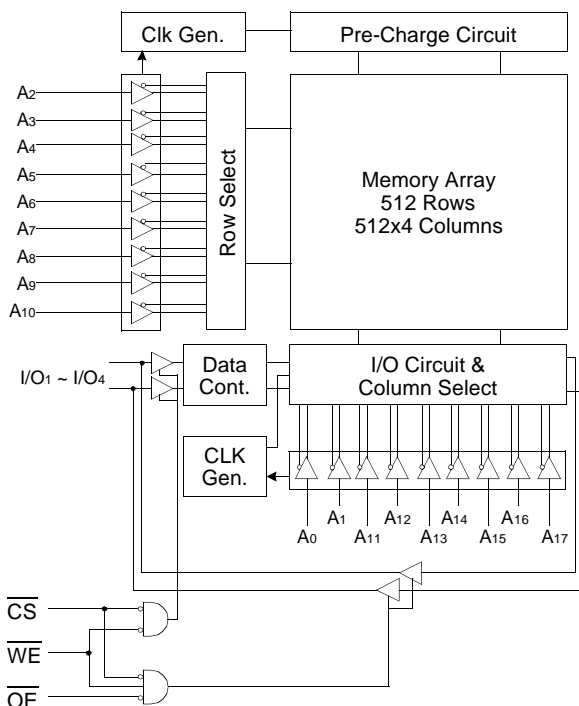 Clk Gen.
Pre-Charge Circuit
A2
A3
A4
A5
A6
A7
A8
A9
A10
Row Select
Memory Array
512 Rows
512x4 Columns
I/O1 ~ I/O4
Data
Cont.
I/O Circuit &
Column Select
CLK
Gen.
A0
A1
A11
A12
A13
A14
A15
A16
A17
CS
WE
OE